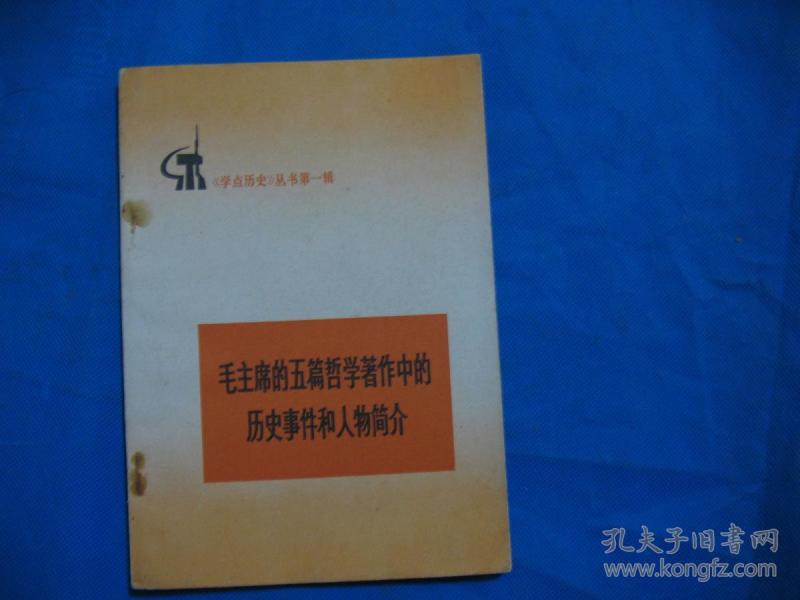 《学点历史》丛书第一辑
毛主席的五篇哲学著作中的
历史事件和人物简介
孔夫子旧书网
www.kongfz.com